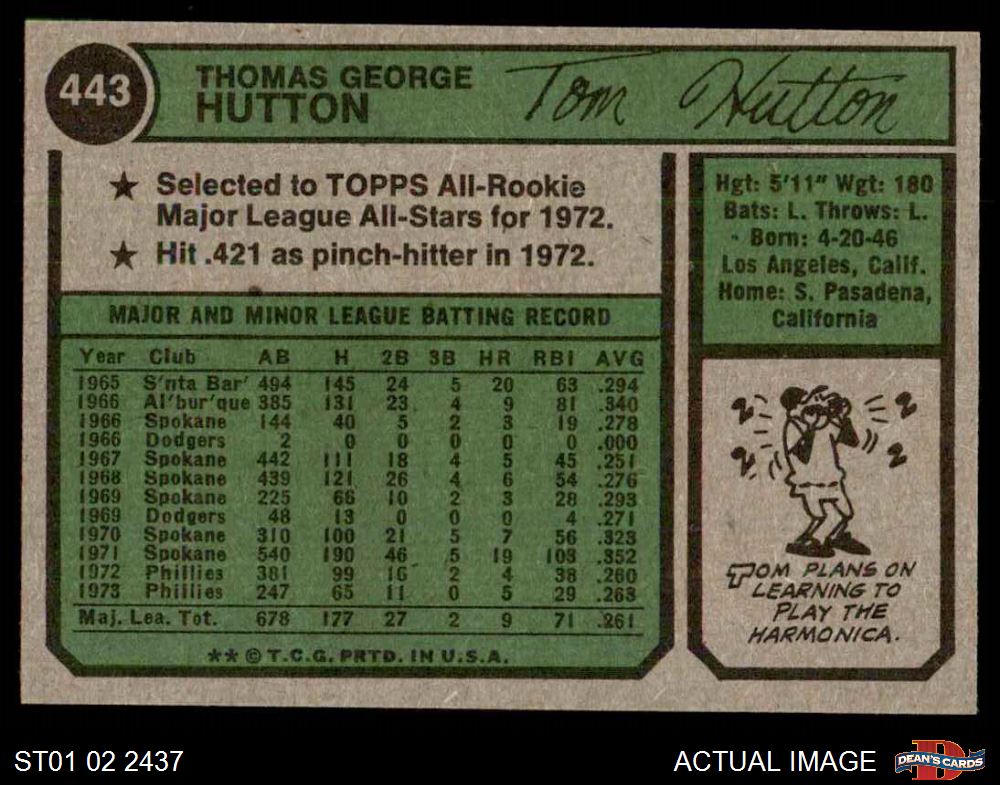 443
THOMAS GEORGE
HUTTON
Tom Hutton
★ Selected to TOPPS All-Rookie
Major League All-Stars for 1972.
★ Hit .421 as pinch-hitter in 1972.
Hgt: 5'11" Wgt: 180
Bats: L. Throws: L.
Born: 4-20-46
Los Angeles, Calif.
Home: S. Pasadena,
California
MAJOR AND MINOR LEAGUE BATTING RECORD
Year Club AB H 2B 3B HR RBI AVG
1965 S'nta Bar' 494 145 24 5 20 63 .294
1966 Al'bur'que 385 131 23 4 9 81 .340
1966 Spokane 144 40 5 2 3 19 .278
1966 Dodgers 2 0 0 0 0 0 .000
1967 Spokane 442 111 18 4 5 45 .251
1968 Spokane 439 121 26 4 6 54 .276
1969 Spokane 225 66 10 2 3 28 .293
1969 Dodgers 48 13 0 0 0 4 .271
1970 Spokane 310 100 21 5 7 56 .323
1971 Spokane 540 190 46 5 19 103 .352
1972 Phillies 381 99 16 2 4 38 .260
1973 Phillies 247 65 11 0 5 29 .263
Maj. Lea. Tot. 678 177 27 2 9 71 .261
** © T.C.G. PRTD. IN U.S.A.
TOM PLANS ON
LEARNING TO
PLAY THE
HARMONICA.
ST01 02 2437
ACTUAL IMAGE
DEAN'S CARDS